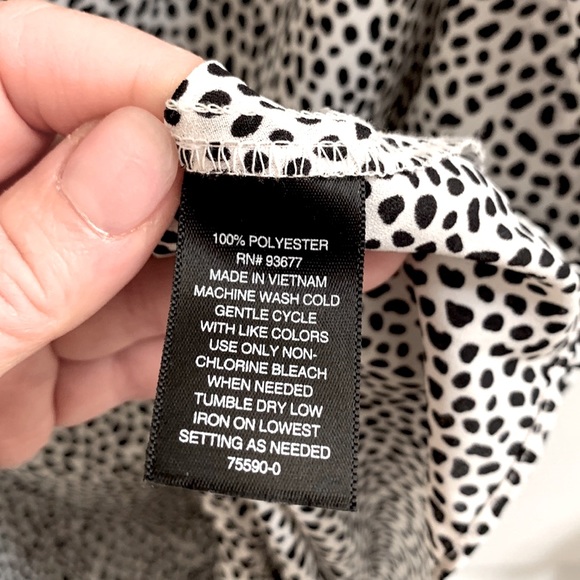 100% POLYESTER
RN# 93677
MADE IN VIETNAM
MACHINE WASH COLD
GENTLE CYCLE
WITH LIKE COLORS
USE ONLY NON-
CHLORINE BLEACH
WHEN NEEDED
TUMBLE DRY LOW
IRON ON LOWEST
SETTING AS NEEDED
75590-0